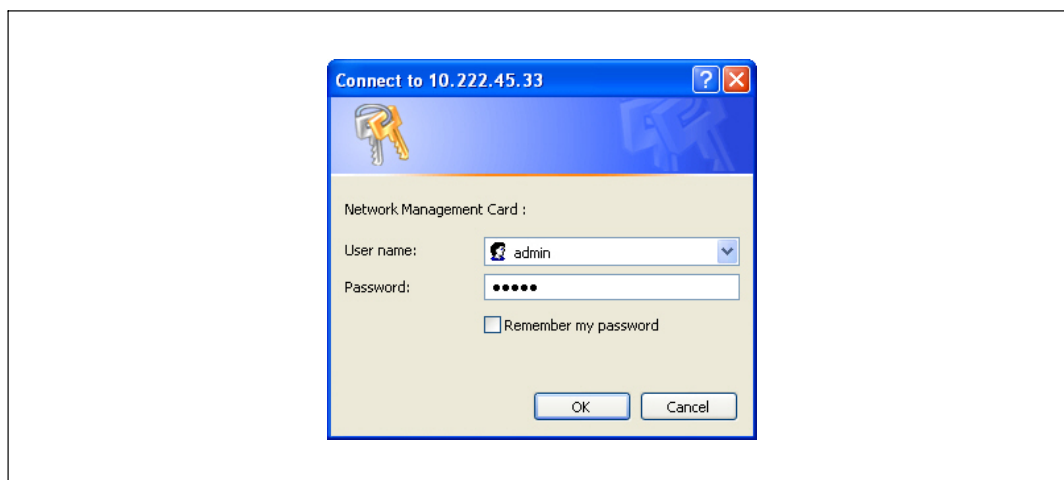 Connect to 10.222.45.33
Network Management Card :
User name: admin
Password: •••••
Remember my password
OK Cancel